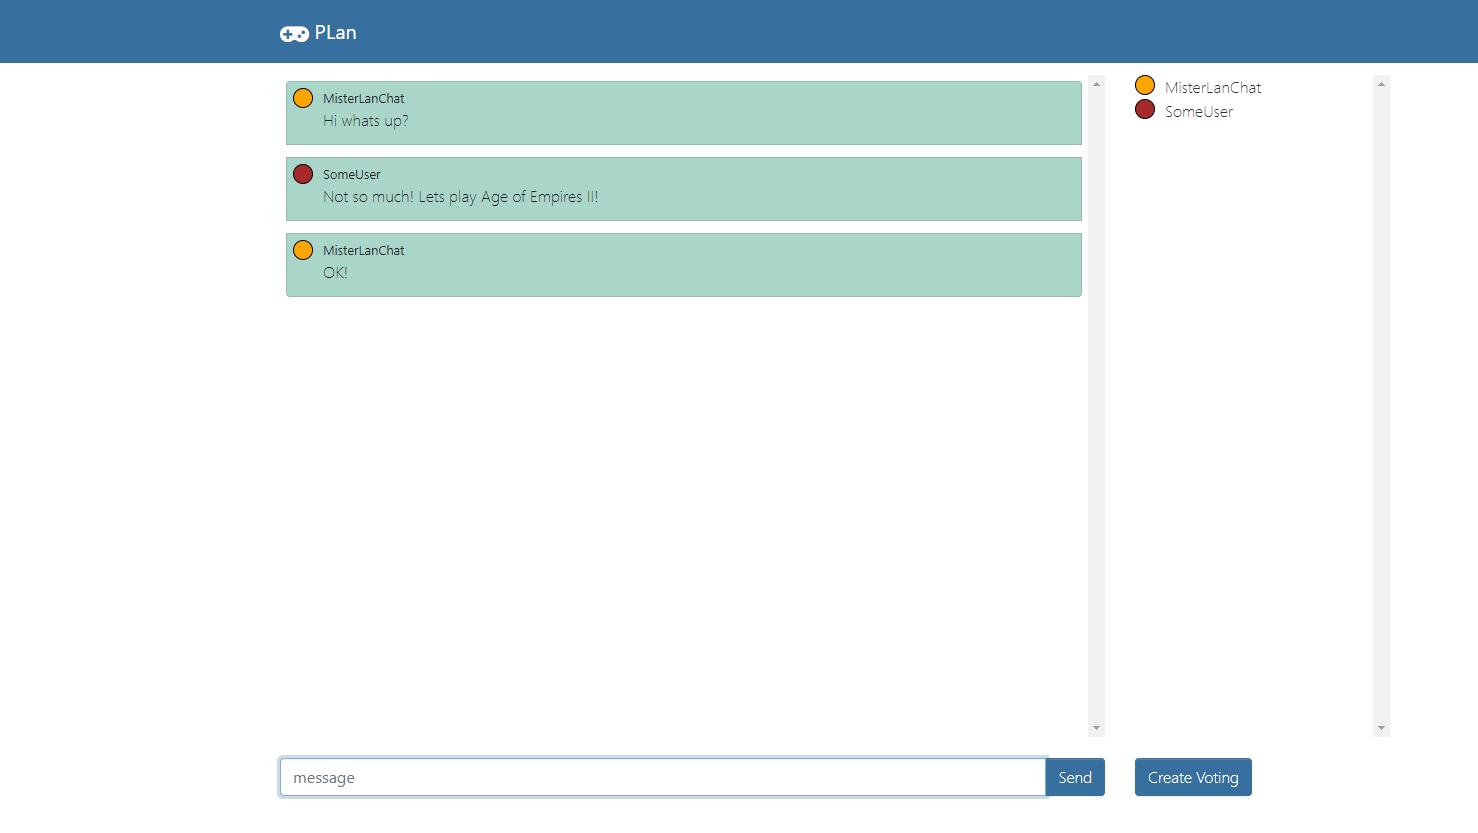 PLan
MisterLanChat
Hi whats up?
SomeUser
Not so much! Lets play Age of Empires II!
MisterLanChat
OK!
MisterLanChat
SomeUser
message
Send
Create Voting